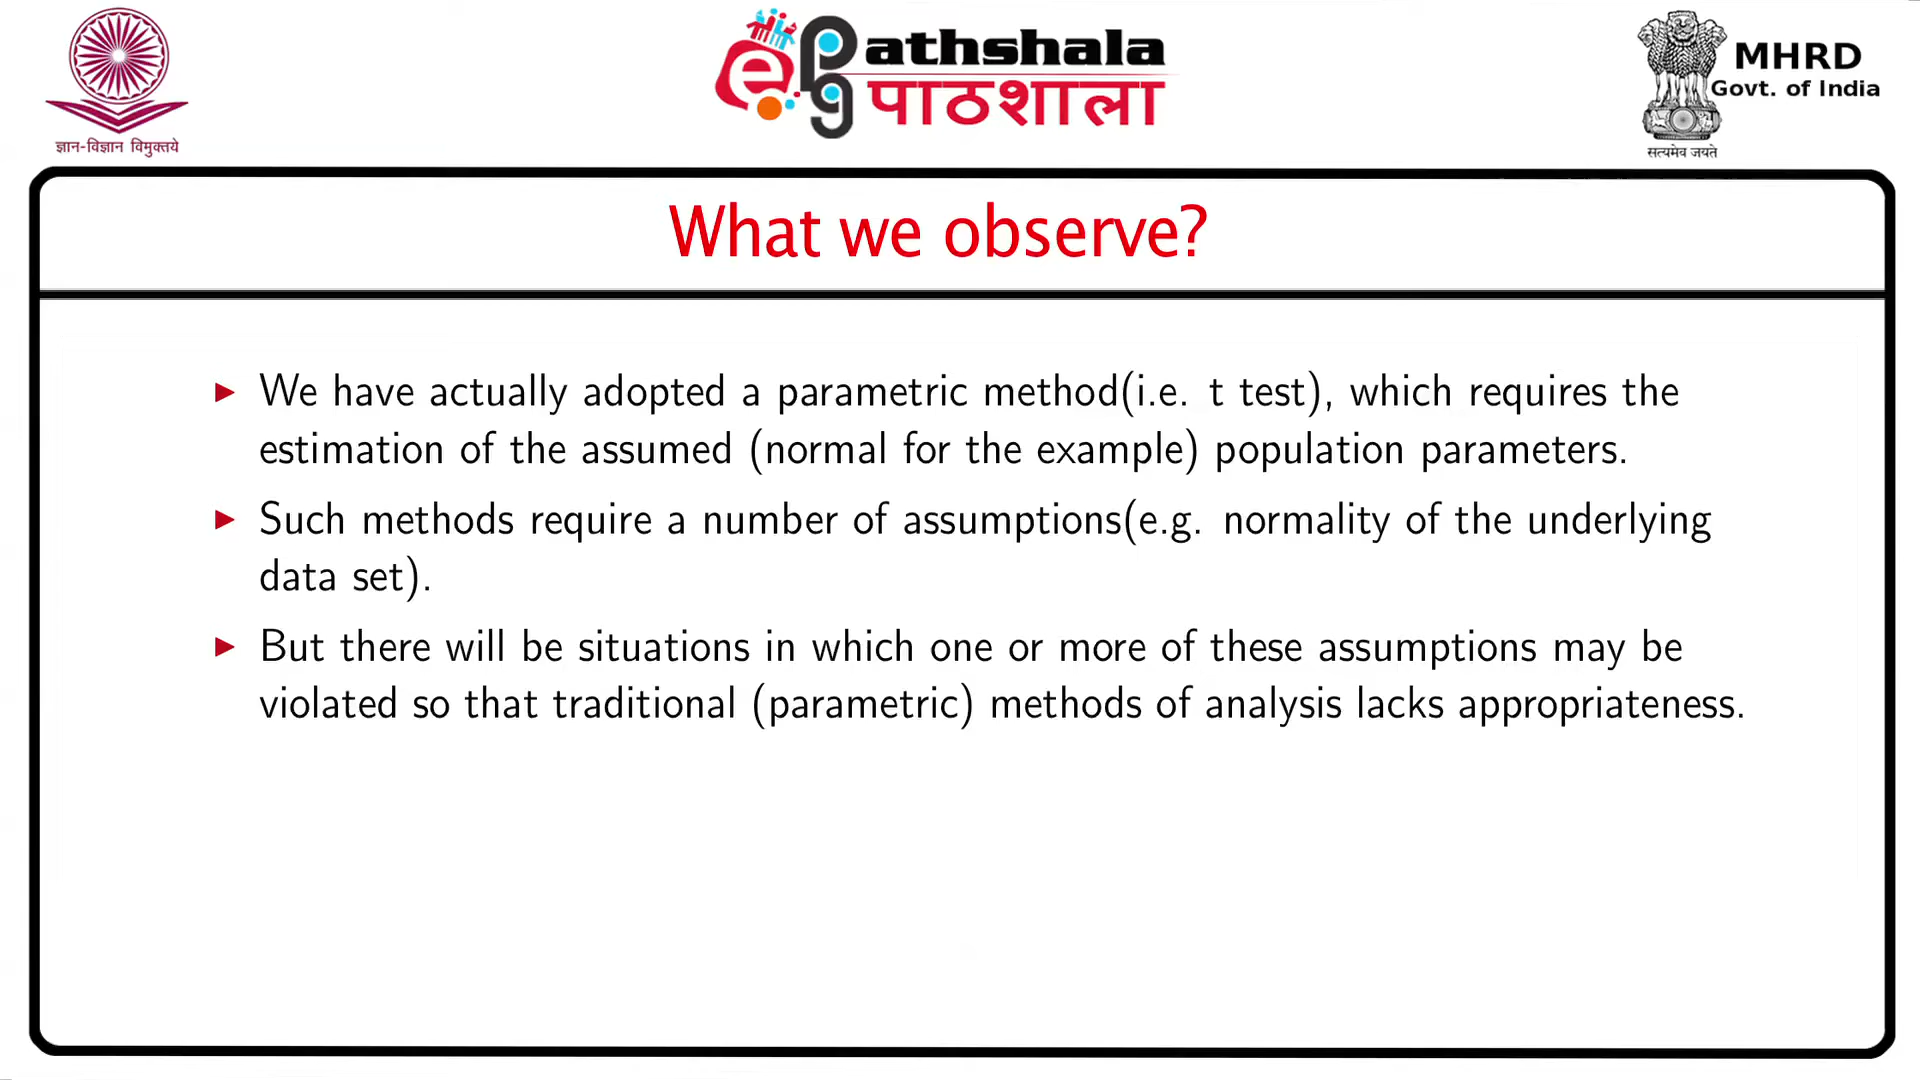 ज्ञान-विज्ञान विमुक्तये
e pg athshala
पाठशाला
MHRD
Govt. of India
सत्यमेव जयते
What we observe?
We have actually adopted a parametric method(i.e. t test), which requires the
estimation of the assumed (normal for the example) population parameters.
Such methods require a number of assumptions(e.g. normality of the underlying
data set).
But there will be situations in which one or more of these assumptions may be
violated so that traditional (parametric) methods of analysis lacks appropriateness.